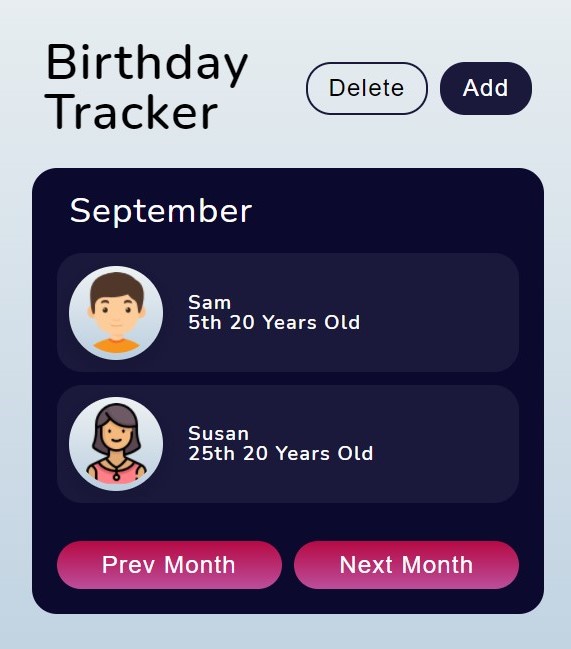 Birthday
Tracker
Delete
Add
September
Sam
5th 20 Years Old
Susan
25th 20 Years Old
Prev Month
Next Month